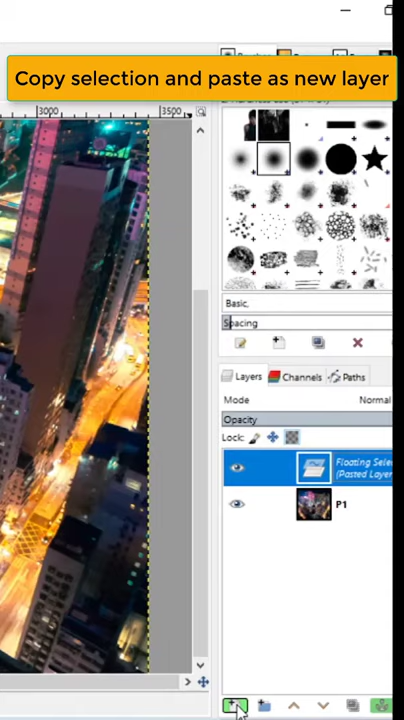 Copy selection and paste as new layer
3000
3500
Basic,
Spacing
Layers
Channels
Paths
Mode
Normal
Opacity
Lock:
Floating Sele
(Pasted Layer
P1